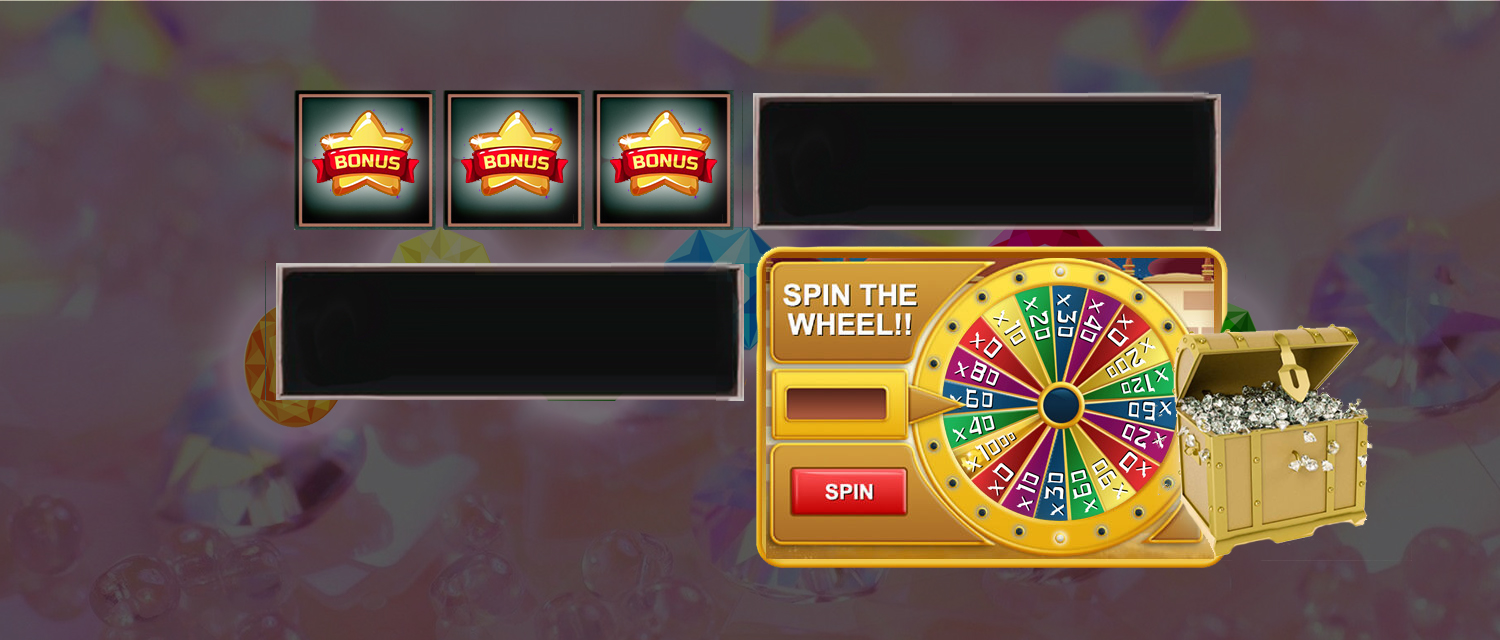 BONUS
BONUS
BONUS
SPIN THE
WHEEL!!
SPIN
x30
x40
x0
x200
x120
x60
x20
x0
x90
x60
x30
x10
x0
x1000
x40
x60
x80
x0
x10
x20